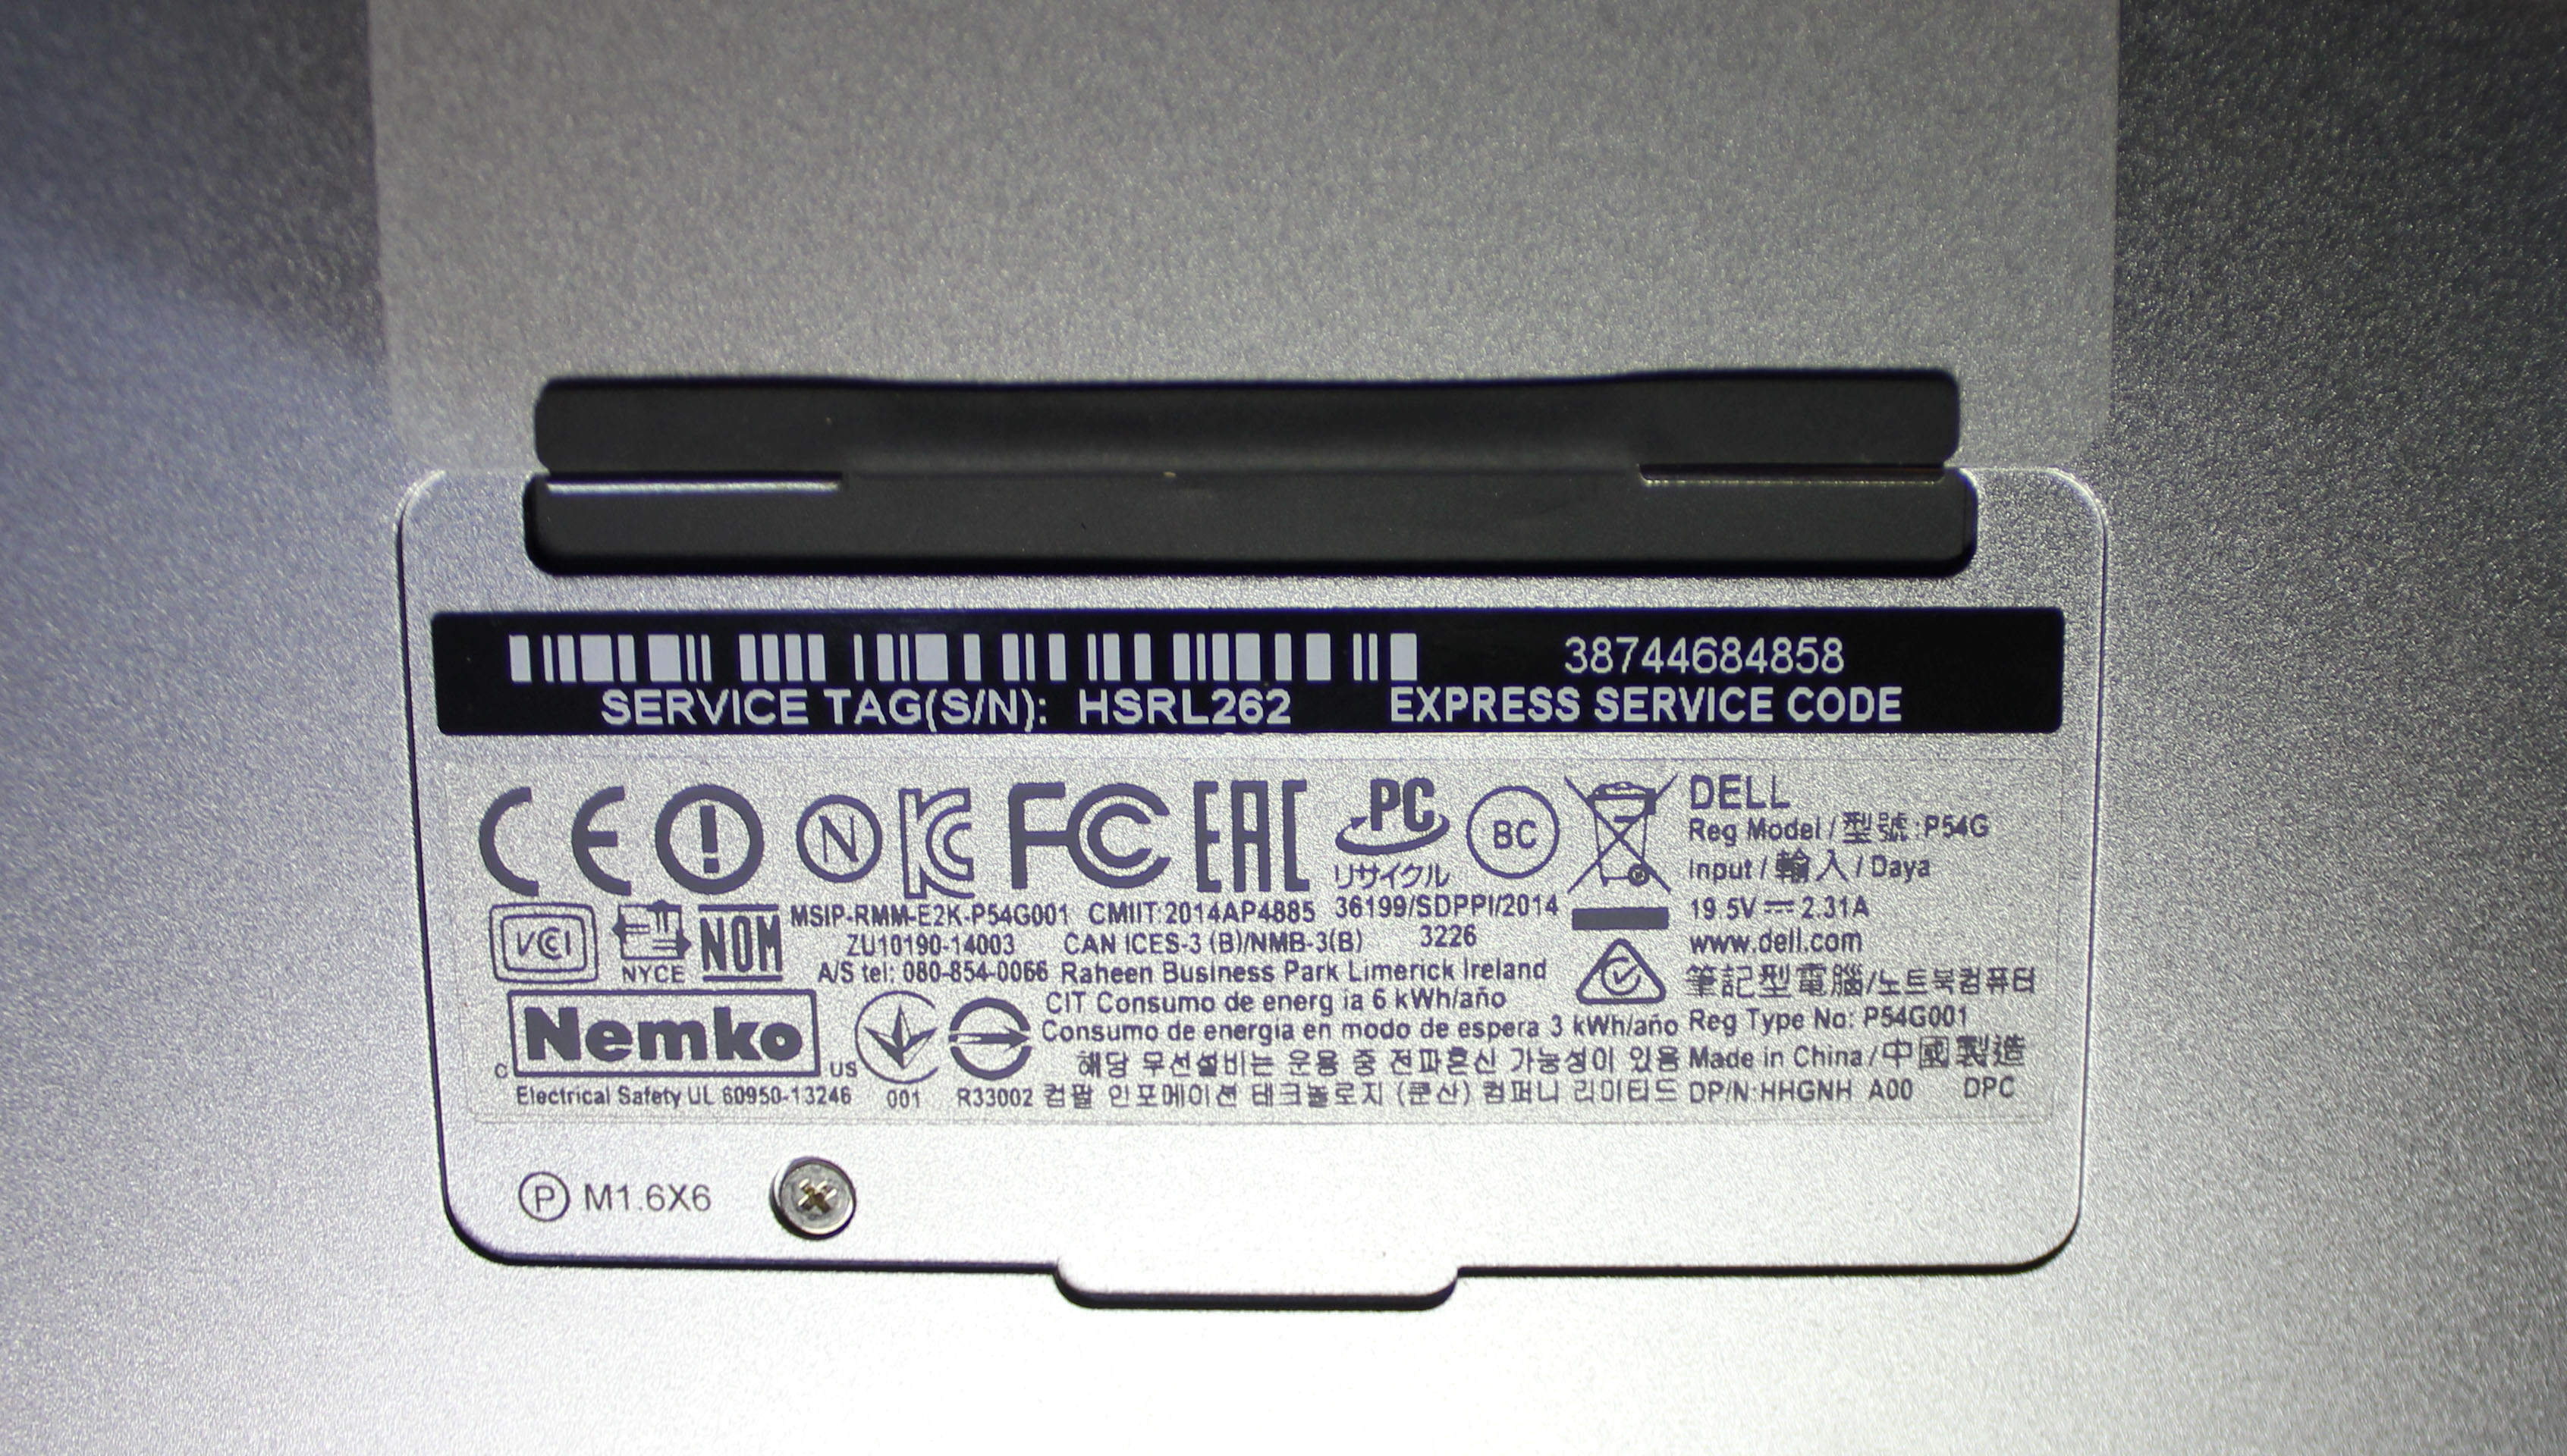 38744684858
SERVICE TAG(S/N): HSRL262 EXPRESS SERVICE CODE
CE N KC FC EAC PC BC DELL
Reg Model / 型號 : P54G
リサイクル Input / 輸入 / Daya
VCCI NYCE NOM MSIP-RMM-E2K-P54G001 CMIIT:2014AP4885 36199/SDPPI/2014 19.5V 2.31A
ZU10190-14003 CAN ICES-3 (B)/NMB-3(B) 3226 www.dell.com
A/S tel: 080-854-0066 Raheen Business Park Limerick Ireland 筆記型電腦/노트북컴퓨터
CIT Consumo de energ ia 6 kWh/año
c Nemko us Consumo de energia en modo de espera 3 kWh/año Reg Type No: P54G001
해당 무선설비는 운용 중 전파혼신 가능성이 있음 Made in China / 中國製造
Electrical Safety UL 60950-13246 001 R33002 컴팔 인포메이션 테크놀로지 (쿤산) 컴퍼니 리미티드 DP/N:HHGNH A00 DPC
P M1.6X6